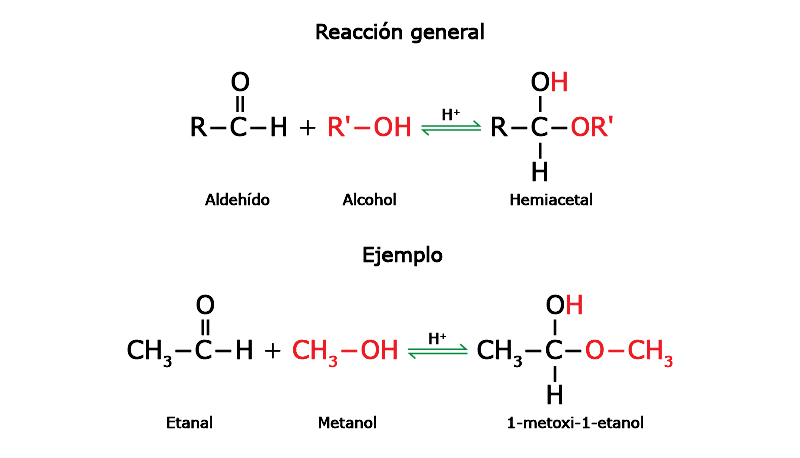 Reacción general
O OH
R–C–H + R'–OH H⁺ R–C–OR'
H
Aldehído Alcohol Hemiacetal
Ejemplo
O OH
CH₃–C–H + CH₃–OH H⁺ CH₃–C–O–CH₃
H
Etanal Metanol 1-metoxi-1-etanol